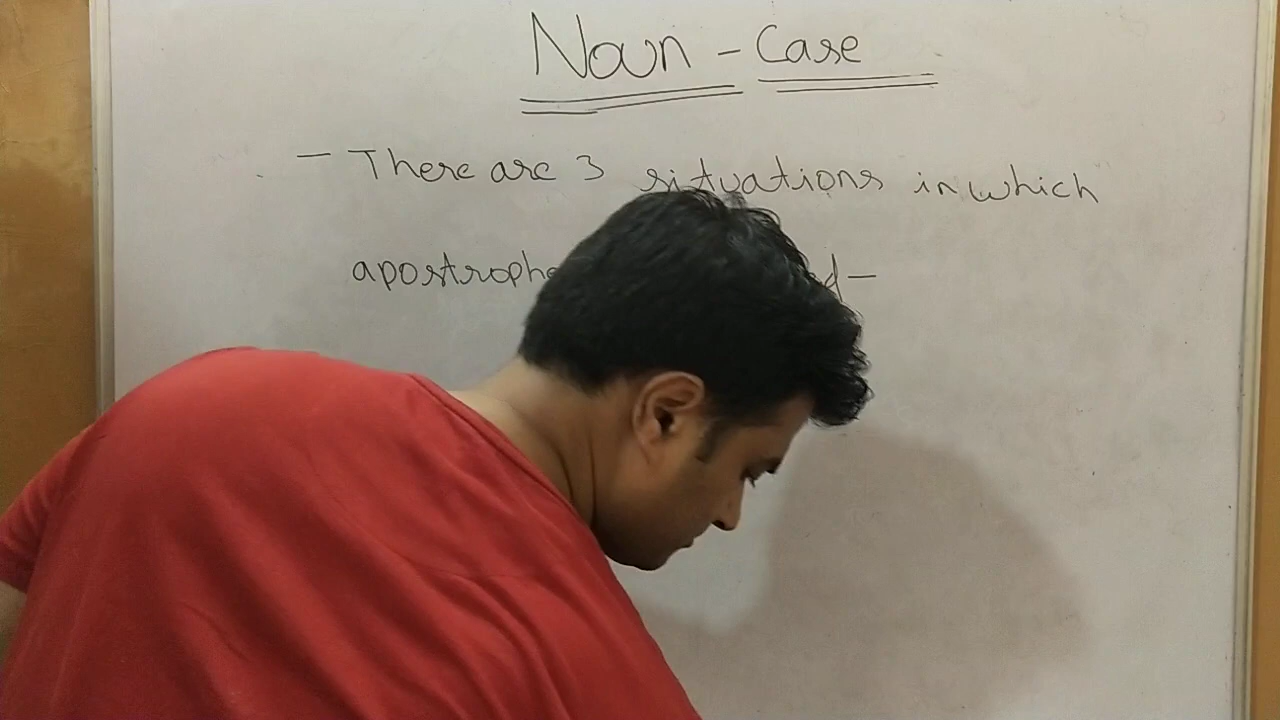 Noun - Case
- There are 3 situations in which
apostrophe